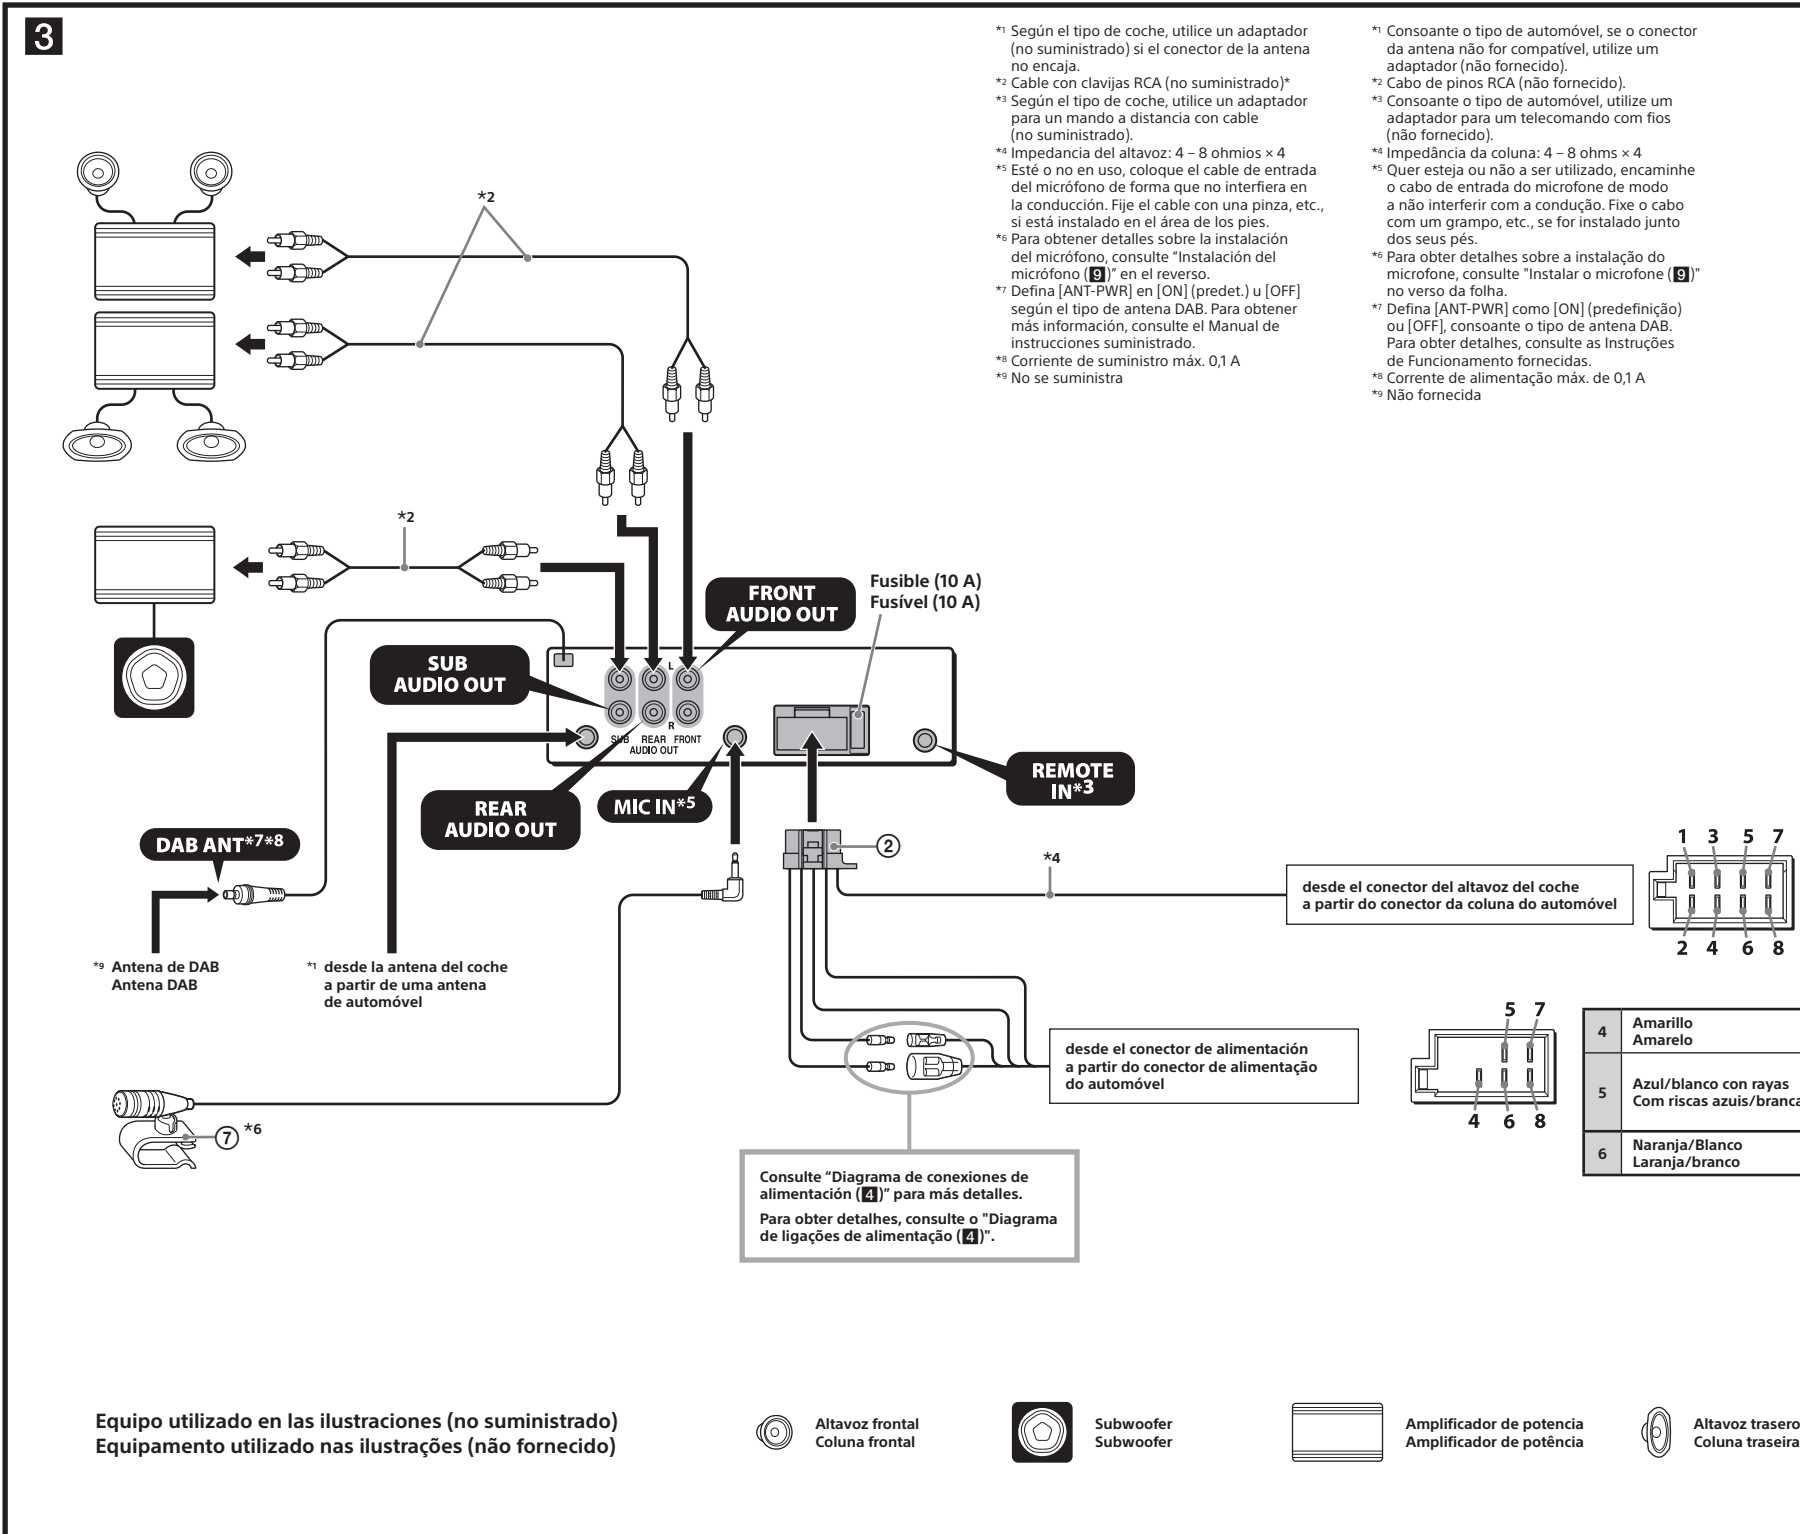 3
*1 Según el tipo de coche, utilice un adaptador
(no suministrado) si el conector de la antena
no encaja.
*2 Cable con clavijas RCA (no suministrado)*
*3 Según el tipo de coche, utilice un adaptador
para un mando a distancia con cable
(no suministrado).
*4 Impedancia del altavoz: 4 – 8 ohmios × 4
*5 Esté o no en uso, coloque el cable de entrada
del micrófono de forma que no interfiera en
la conducción. Fije el cable con una pinza, etc.,
si está instalado en el área de los pies.
*6 Para obtener detalles sobre la instalación
del micrófono, consulte "Instalación del
micrófono (9)" en el reverso.
*7 Defina [ANT-PWR] en [ON] (predet.) u [OFF]
según el tipo de antena DAB. Para obtener
más información, consulte el Manual de
instrucciones suministrado.
*8 Corriente de suministro máx. 0,1 A
*9 No se suministra
*1 Consoante o tipo de automóvel, se o conector
da antena não for compatível, utilize um
adaptador (não fornecido).
*2 Cabo de pinos RCA (não fornecido).
*3 Consoante o tipo de automóvel, utilize um
adaptador para um telecomando com fios
(não fornecido).
*4 Impedância da coluna: 4 – 8 ohms × 4
*5 Quer esteja ou não a ser utilizado, encaminhe
o cabo de entrada do microfone de modo
a não interferir com a condução. Fixe o cabo
com um grampo, etc., se for instalado junto
dos seus pés.
*6 Para obter detalhes sobre a instalação do
microfone, consulte "Instalar o microfone (9)"
no verso da folha.
*7 Defina [ANT-PWR] como [ON] (predefinição)
ou [OFF], consoante o tipo de antena DAB.
Para obter detalhes, consulte as Instruções
de Funcionamento fornecidas.
*8 Corrente de alimentação máx. de 0,1 A
*9 Não fornecida
*2
*2
FRONT
AUDIO OUT
Fusible (10 A)
Fusível (10 A)
SUB
AUDIO OUT
L
R
SUB REAR FRONT
AUDIO OUT
REAR
AUDIO OUT
MIC IN*5
REMOTE
IN*3
DAB ANT*7*8
2
*4
desde el conector del altavoz del coche
a partir do conector da coluna do automóvel
1 3 5 7
2 4 6 8
*9 Antena de DAB
Antena DAB
*1 desde la antena del coche
a partir de uma antena
de automóvel
desde el conector de alimentación
a partir do conector de alimentação
do automóvel
5 7
4 6 8
4 Amarillo
Amarelo
5 Azul/blanco con rayas
Com riscas azuis/branca
6 Naranja/Blanco
Laranja/branco
7 *6
Consulte "Diagrama de conexiones de
alimentación (4)" para más detalles.
Para obter detalhes, consulte o "Diagrama
de ligações de alimentação (4)".
Equipo utilizado en las ilustraciones (no suministrado)
Equipamento utilizado nas ilustrações (não fornecido)
Altavoz frontal
Coluna frontal
Subwoofer
Subwoofer
Amplificador de potencia
Amplificador de potência
Altavoz trasero
Coluna traseira